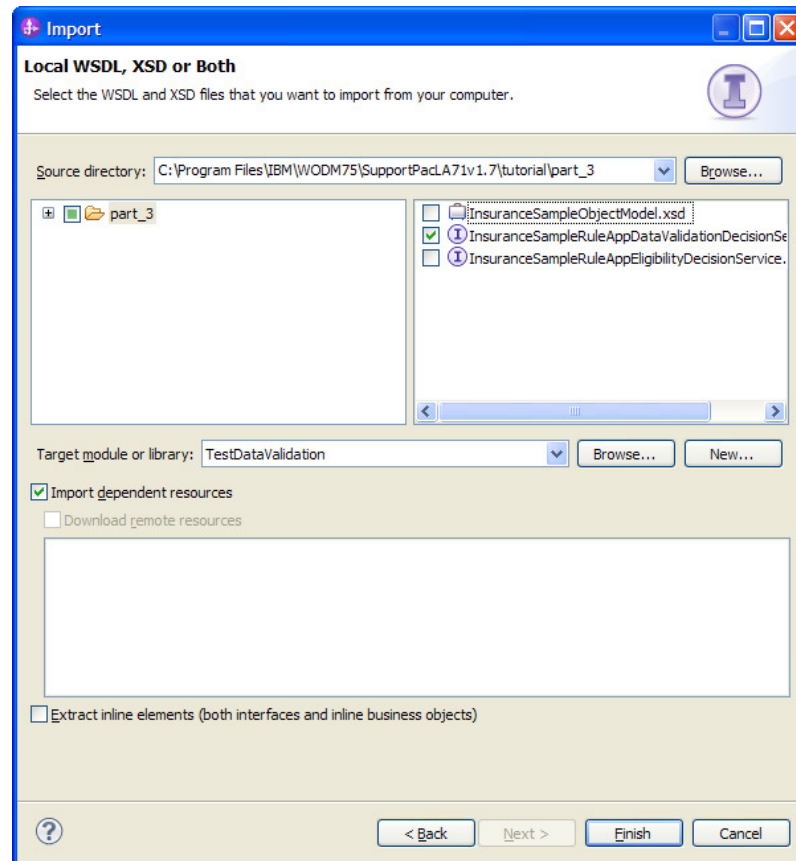 Import
Local WSDL, XSD or Both
Select the WSDL and XSD files that you want to import from your computer.
Source directory: C:\Program Files\IBM\WODM75\SupportPacLA71v1.7\tutorial\part_3 Browse...
part_3
InsuranceSampleObjectModel.xsd
InsuranceSampleRuleAppDataValidationDecisionSe
InsuranceSampleRuleAppEligibilityDecisionService.
Target module or library: TestDataValidation Browse... New...
Import dependent resources
Download remote resources
Extract inline elements (both interfaces and inline business objects)
< Back Next > Finish Cancel